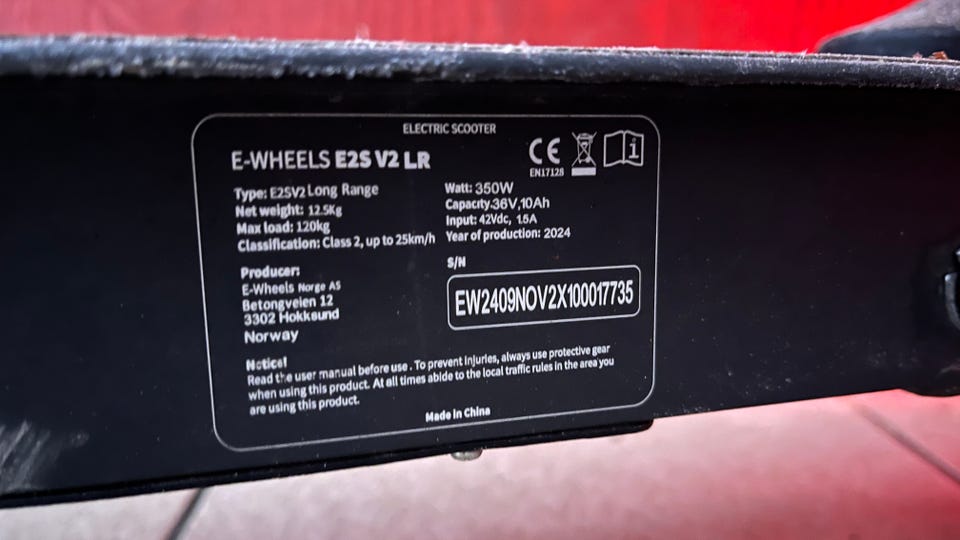 ELECTRIC SCOOTER
E-WHEELS E2S V2 LR
CE
EN17128
i
Type: E2SV2 Long Range
Net weight: 12.5Kg
Max load: 120kg
Classification: Class 2, up to 25km/h
Watt: 350W
Capacity.36V,10Ah
Input: 42Vdc, 1.5A
Year of production: 2024
Producer:
E-Wheels Norge AS
Betongveien 12
3302 Hokksund
Norway
S/N
EW2409NOV2X100017735
Notice!
Read the user manual before use . To prevent injuries, always use protective gear
when using this product. At all times abide to the local traffic rules in the area you
are using this product.
Made in China